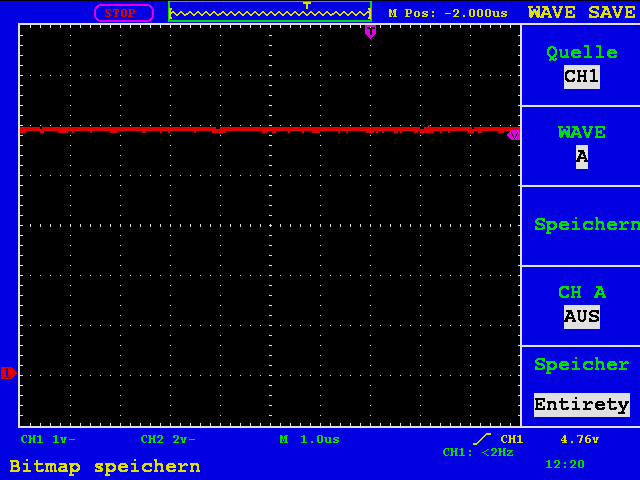 STOP T M Pos: -2.000us WAVE SAVE
T
Quelle
CH1
WAVE
A
V
Speichern
CH A
AUS
Speicher
1
Entirety
CH1 1v- CH2 2v- M 1.0us CH1 4.76v
CH1: <2Hz
Bitmap speichern 12:20